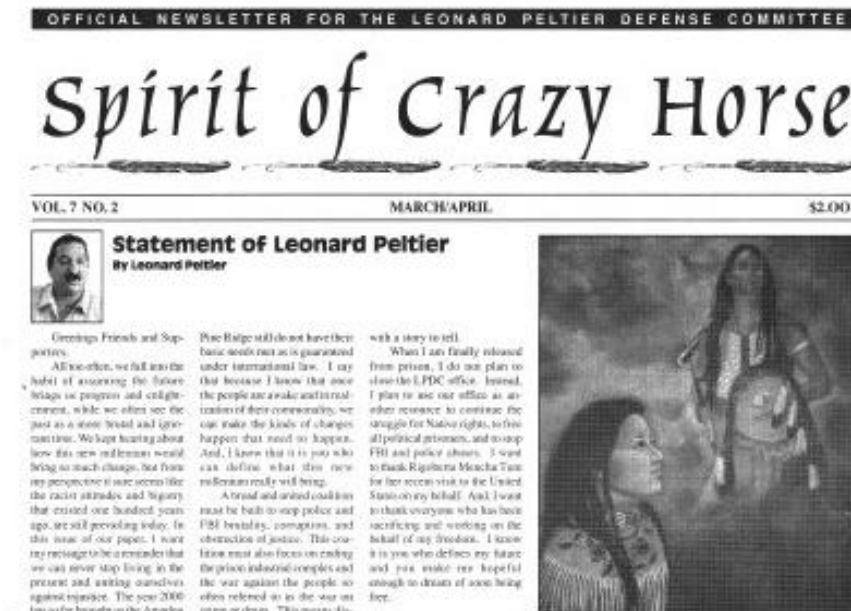 OFFICIAL NEWSLETTER FOR THE LEONARD PELTIER DEFENSE COMMITTEE
Spirit of Crazy Horse
VOL. 7 NO. 2 MARCH/APRIL $2.00
Statement of Leonard Peltier
By Leonard Peltier
Greetings Friends and Sup-
porters,
All too often, we fall into the
habit of assuming the future
brings us progress and enlight-
enment, while we often see the
past as a more brutal and igno-
rant time. We kept hearing about
how this new millennium would
bring so much change, but from
my perspective it sure seems like
the racist attitudes and bigotry
that existed one hundred years
ago, are still prevailing today. In
this issue of our paper, I want
my message to be a reminder that
we can never stop living in the
present and uniting ourselves
against injustice. The year 2000
has so far brought us the Amadou
Pine Ridge still do not have their
basic needs met as is guaranteed
under international law. I say
that because I know that once
the people are awake and in real-
ization of their commonality, we
can make the kinds of changes
happen that need to happen.
And, I know that it is you who
can define what this new
millennium really will bring.
A broad and united coalition
must be built to stop police and
FBI brutality, corruption, and
obstruction of justice. This coa-
lition must also focus on ending
the prison industrial complex and
the war against the people so
often referred to as the war on
This means
with a story to tell.
When I am finally released
from prison, I do not plan to
close the LPDC office. Instead,
I plan to use our office as an-
other resource to continue the
struggle for Native rights, to free
all political prisoners, and to stop
FBI and police abuses. I want
to thank Rigoberta Menchu Tum
for her recent visit to the United
States on my behalf. And, I want
to thank everyone who has been
sacrificing and working on the
behalf of my freedom. I know
it is you who defines my future
and you make me hopeful
enough to dream of soon being
free.